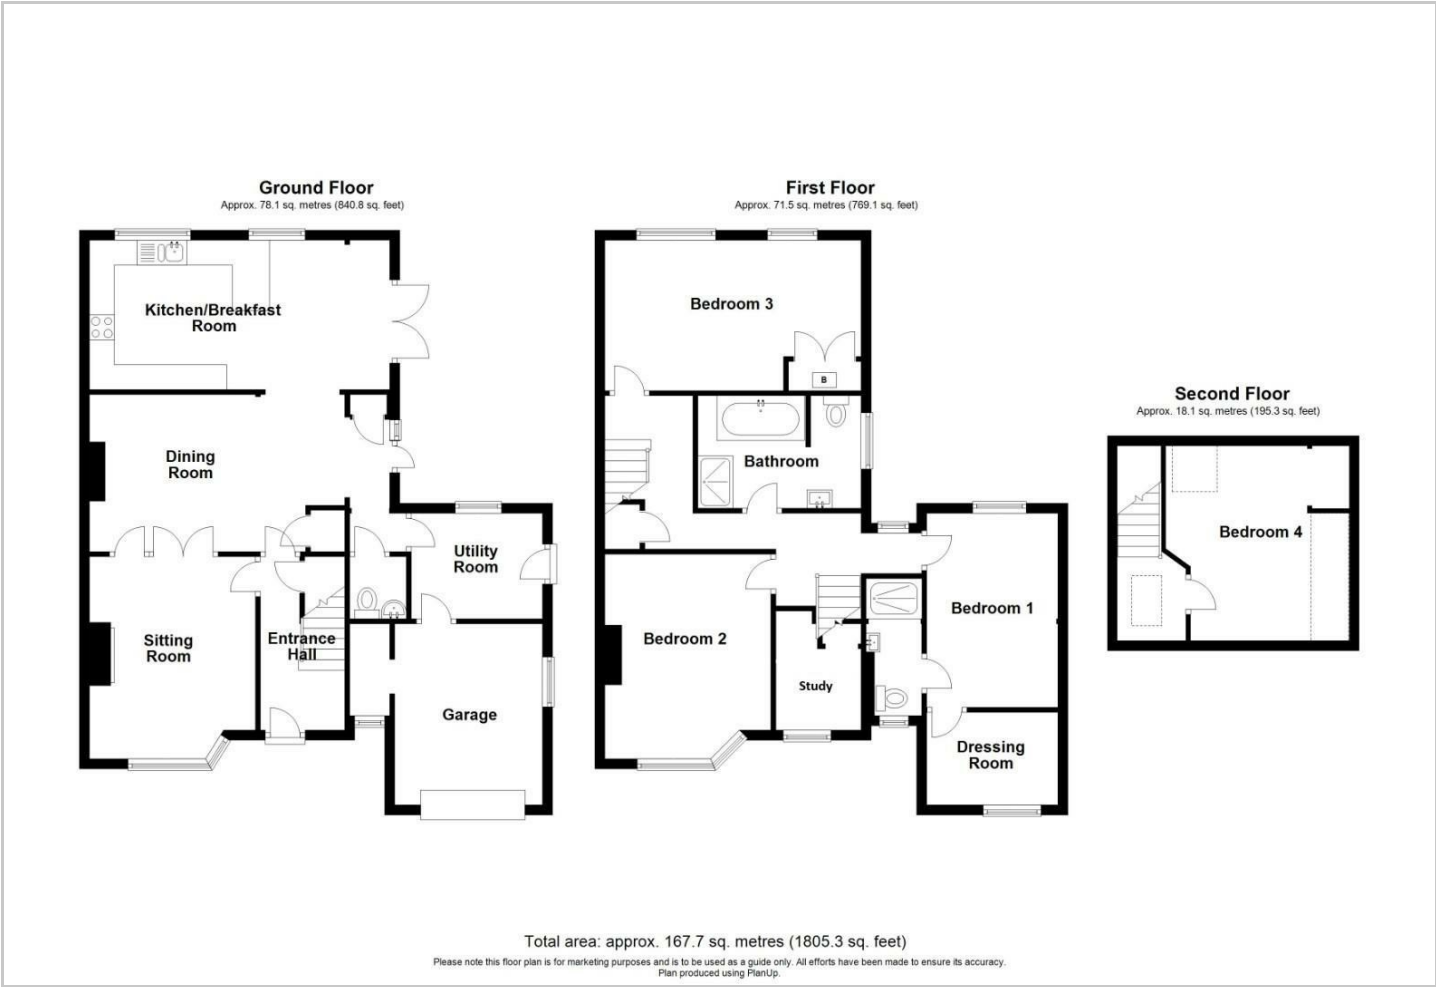 Ground Floor
Approx. 78.1 sq. metres (840.8 sq. feet)
Kitchen/Breakfast
Room
Dining
Room
Utility
Room
Sitting
Room
Entrance
Hall
Garage
First Floor
Approx. 71.5 sq. metres (769.1 sq. feet)
Bedroom 3
B
Bathroom
Bedroom 1
Bedroom 2
Study
Dressing
Room
Second Floor
Approx. 18.1 sq. metres (195.3 sq. feet)
Bedroom 4
Total area: approx. 167.7 sq. metres (1805.3 sq. feet)
Please note this floor plan is for marketing purposes and is to be used as a guide only. All efforts have been made to ensure its accuracy.
Plan produced using PlanUp.